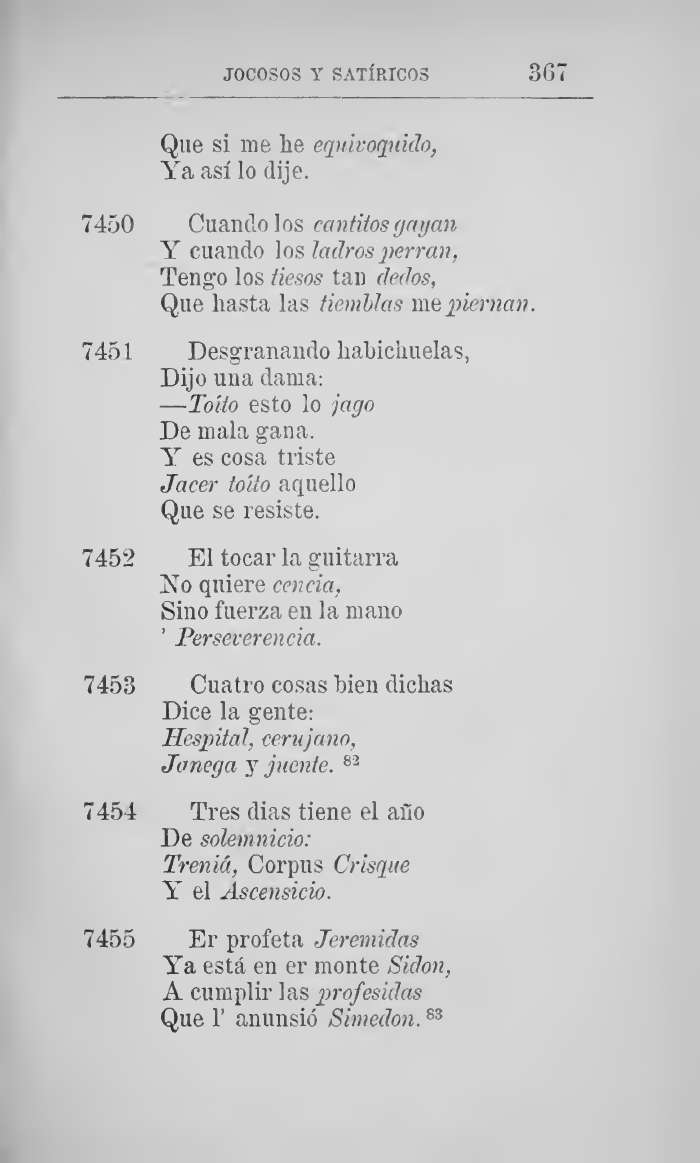 JOCOSOS Y SATÍRICOS 367
Que si me he equivoquido,
Ya así lo dije.
7450 Cuando los cantitos gayan
Y cuando los ladros perran,
Tengo los tiesos tan dedos,
Que hasta las tiemblas me piernan.
7451 Desgranando habichuelas,
Dijo una dama:
—Toíto esto lo jago
De mala gana.
Y es cosa triste
Jacer toíto aquello
Que se resiste.
7452 El tocar la guitarra
No quiere cencia,
Sino fuerza en la mano
' Perseverencia.
7453 Cuatro cosas bien dichas
Dice la gente:
Hespital, cerujano,
Janega y juente. 82
7454 Tres dias tiene el año
De solemnicio:
Treniá, Corpus Crisque
Y el Ascensicio.
7455 Er profeta Jeremidas
Ya está en er monte Sidon,
A cumplir las profesidas
Que l' anunsió Simedon. 83